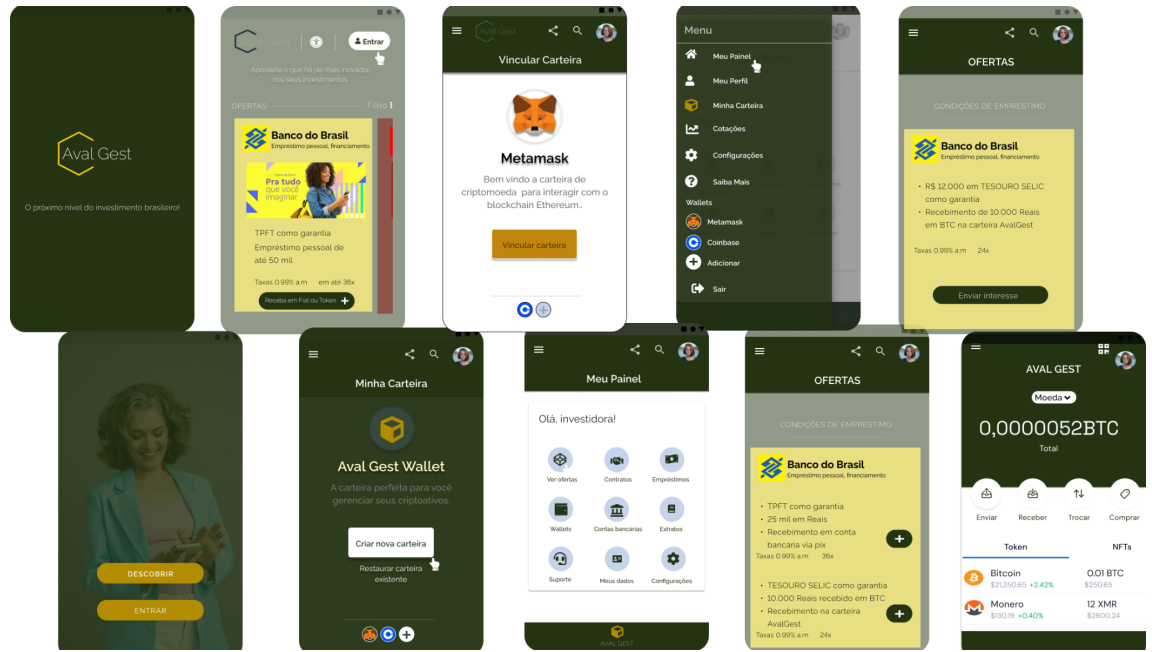 Aval Gest
O próximo nível do investimento brasileiro!
AvalGest
Entrar
Aproveite o que há de mais inovador
nos seus investimentos
OFERTAS
Filtro
Banco do Brasil
Empréstimo pessoal, financiamento
Pra tudo
que você
imaginar
TPFT como garantia
Empréstimo pessoal de
até 50 mil
Taxas 0.99% a.m em até 36x
Receba em Fiat ou Token +
Aval Gest
Vincular Carteira
Metamask
Bem vindo a carteira de
criptomoeda para interagir com o
blockchain Ethereum..
Vincular carteira
Menu
Meu Painel
Meu Perfil
Minha Carteira
Cotações
Configurações
Saiba Mais
Wallets
Metamask
Coinbase
Adicionar
Sair
OFERTAS
CONDIÇÕES DE EMPRESTIMO
Banco do Brasil
Empréstimo pessoal, financiamento
• R$ 12.000 em TESOURO SELIC
como garantia
• Recebimento de 10.000 Reais
em BTC na carteira AvalGest
Taxas 0.99% a.m 24x
Enviar interesse
DESCOBRIR
ENTRAR
Minha Carteira
Aval Gest Wallet
A carteira perfeita para você
gerenciar seus criptoativos.
Criar nova carteira
Restaurar carteira
existente
Meu Painel
Olá, investidora!
Ver ofertas
Contratos
Empréstimos
Wallets
Contas bancárias
Extratos
Suporte
Meus dados
Configurações
AVAL GEST
OFERTAS
CONDIÇÕES DE EMPRESTIMO
Banco do Brasil
Empréstimo pessoal, financiamento
• TPFT como garantia
• 25 mil em Reais
• Recebimento em conta
bancária via pix
Taxas 0.99% a.m 36x
• TESOURO SELIC como garantia
• 10.000 Reais recebido em BTC
• Recebimento na carteira
AvalGest
Taxas 0.99% a.m 24x
AVAL GEST
Moeda
0,0000052BTC
Total
Enviar
Receber
Trocar
Comprar
Token
NFTs
Bitcoin
0.01 BTC
$21,250.65 +2.42%
$250.65
Monero
12 XMR
$130.19 +0.40%
$2600.24